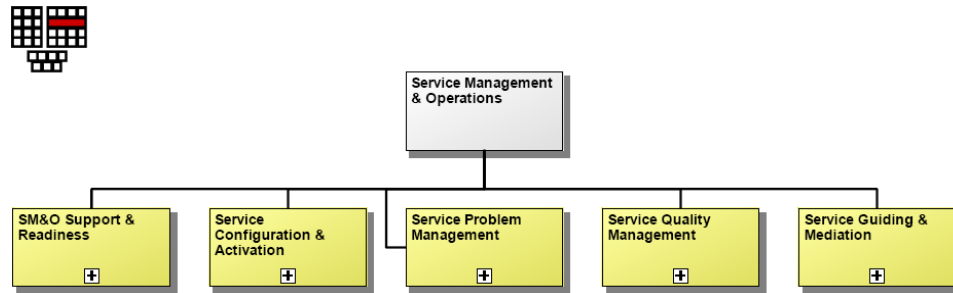 Service Management
& Operations
SM&O Support &
Readiness
Service
Configuration &
Activation
Service Problem
Management
Service Quality
Management
Service Guiding &
Mediation